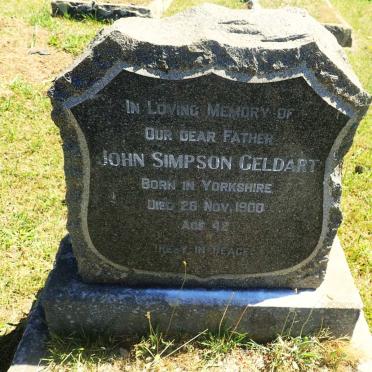 In Loving Memory of
Our dear Father
John Simpson Geldart
Born in Yorkshire
Died 26 Nov. 1900
Age 42
Rest in Peace